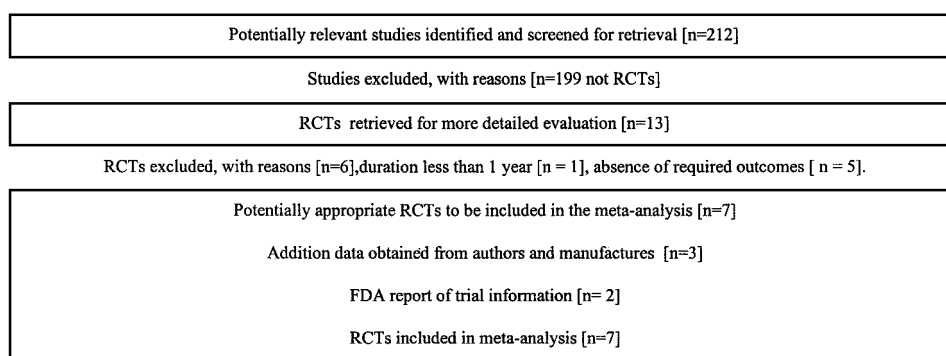 Potentially relevant studies identified and screened for retrieval [n=212]
Studies excluded, with reasons [n=199 not RCTs]
RCTs retrieved for more detailed evaluation [n=13]
RCTs excluded, with reasons [n=6],duration less than 1 year [n = 1], absence of required outcomes [ n = 5].
Potentially appropriate RCTs to be included in the meta-analysis [n=7]
Addition data obtained from authors and manufactures [n=3]
FDA report of trial information [n= 2]
RCTs included in meta-analysis [n=7]